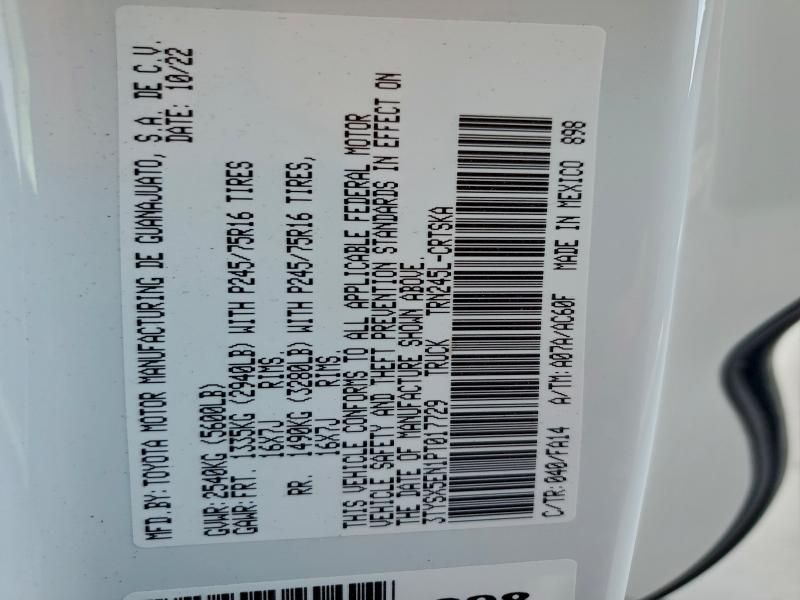 MFD.BY:TOYOTA MOTOR MANUFACTURING DE GUANAJUATO, S.A. DE C.V.
DATE: 10/22
GVWR:2540KG (5600LB)
GAWR:FRT. 1335KG (2940LB) WITH P245/75R16 TIRES
16X7J RIMS.
RR. 1490KG (3280LB) WITH P245/75R16 TIRES,
16X7J RIMS.
THIS VEHICLE CONFORMS TO ALL APPLICABLE FEDERAL MOTOR
VEHICLE SAFETY AND THEFT PREVENTION STANDARDS IN EFFECT ON
THE DATE OF MANUFACTURE SHOWN ABOVE.
3TYSX5EN1PT017729 TRUCK TRN245L-CRTSKA
C/TR:040/FA14 A/TM:A07A/AC60F MADE IN MEXICO 898